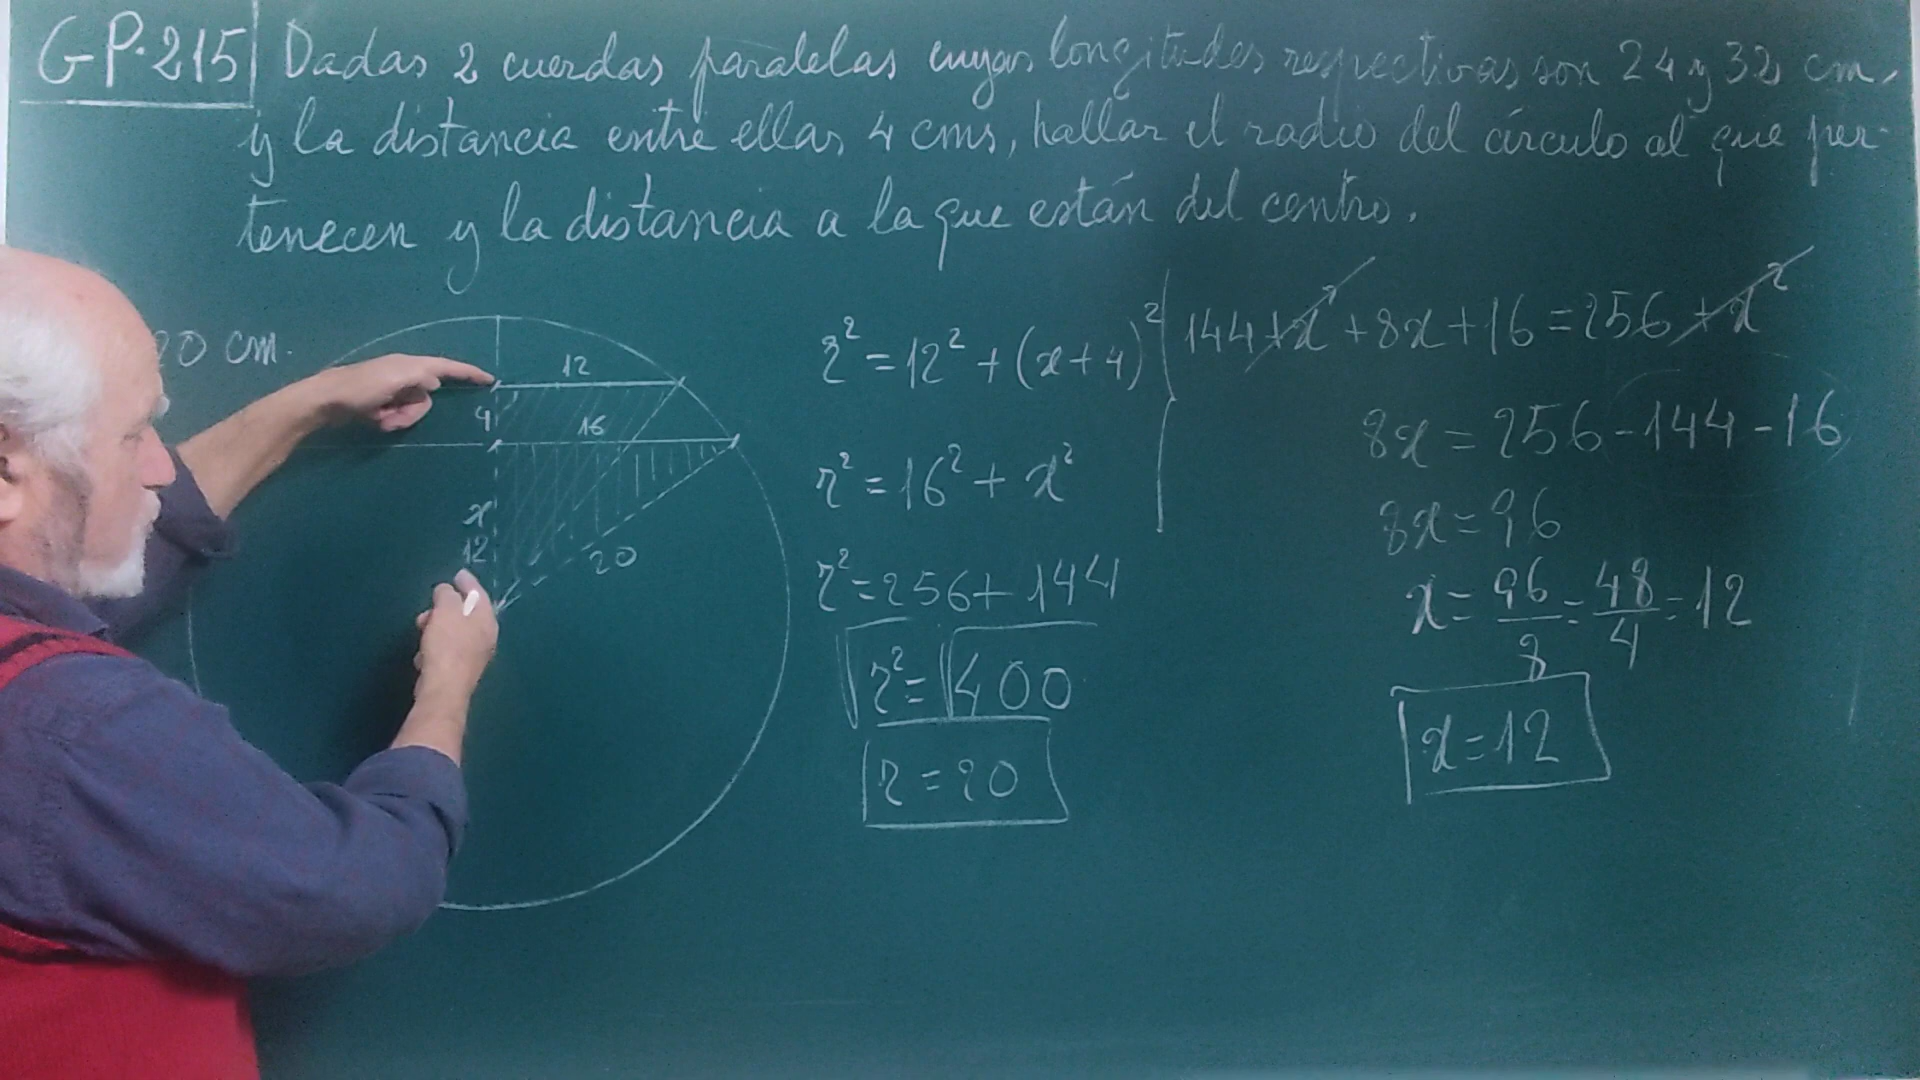 GP.215 Dadas 2 cuerdas paralelas cuyas longitudes respectivas son 24 y 32 cm.
y la distancia entre ellas 4 cms, hallar el radio del círculo al que per-
tenecen y la distancia a la que están del centro.
20 cm.
12
4
16
x
12
20
r² = 12² + (x+4)²
r² = 16² + x²
r² = 256 + 144
√r² = √400
r = 20
144 + x² + 8x + 16 = 256 + x²
8x = 256 - 144 - 16
8x = 96
x = 96/8 = 48/4 = 12
x = 12